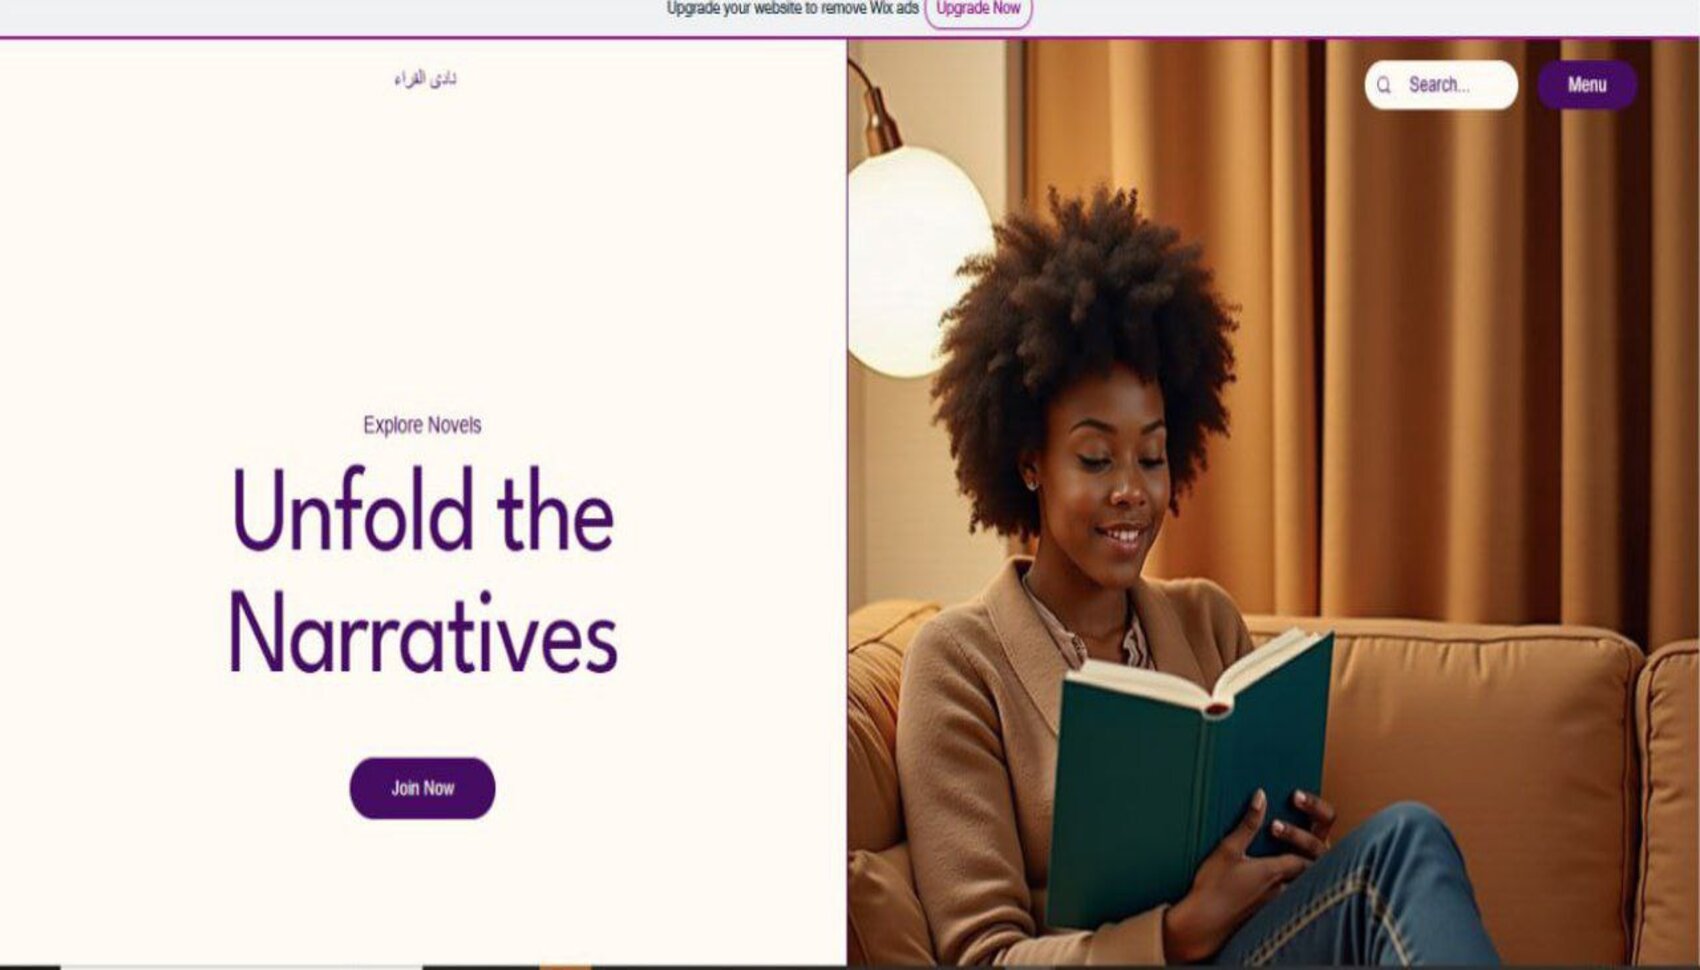 Upgrade your website to remove Wix ads Upgrade Now
نادي القراء
Search...
Menu
Explore Novels
Unfold the
Narratives
Join Now